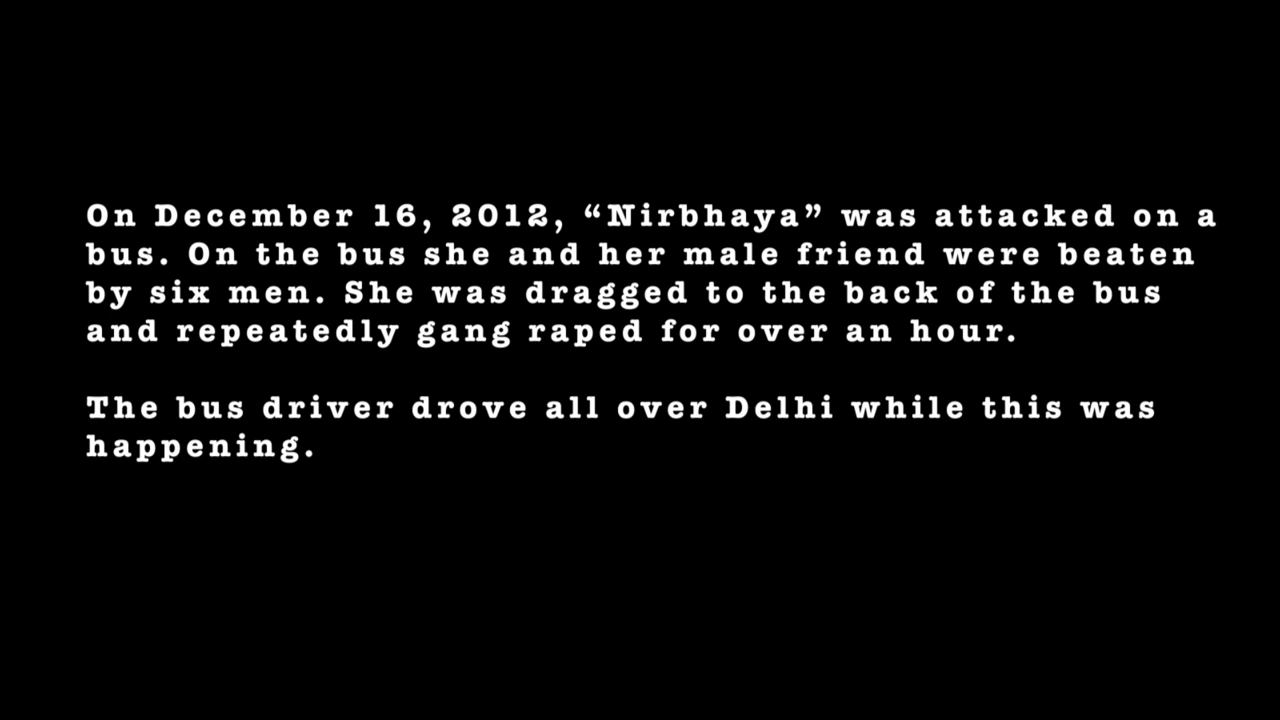 On December 16, 2012, “Nirbhaya” was attacked on a
bus. On the bus she and her male friend were beaten
by six men. She was dragged to the back of the bus
and repeatedly gang raped for over an hour.
The bus driver drove all over Delhi while this was
happening.